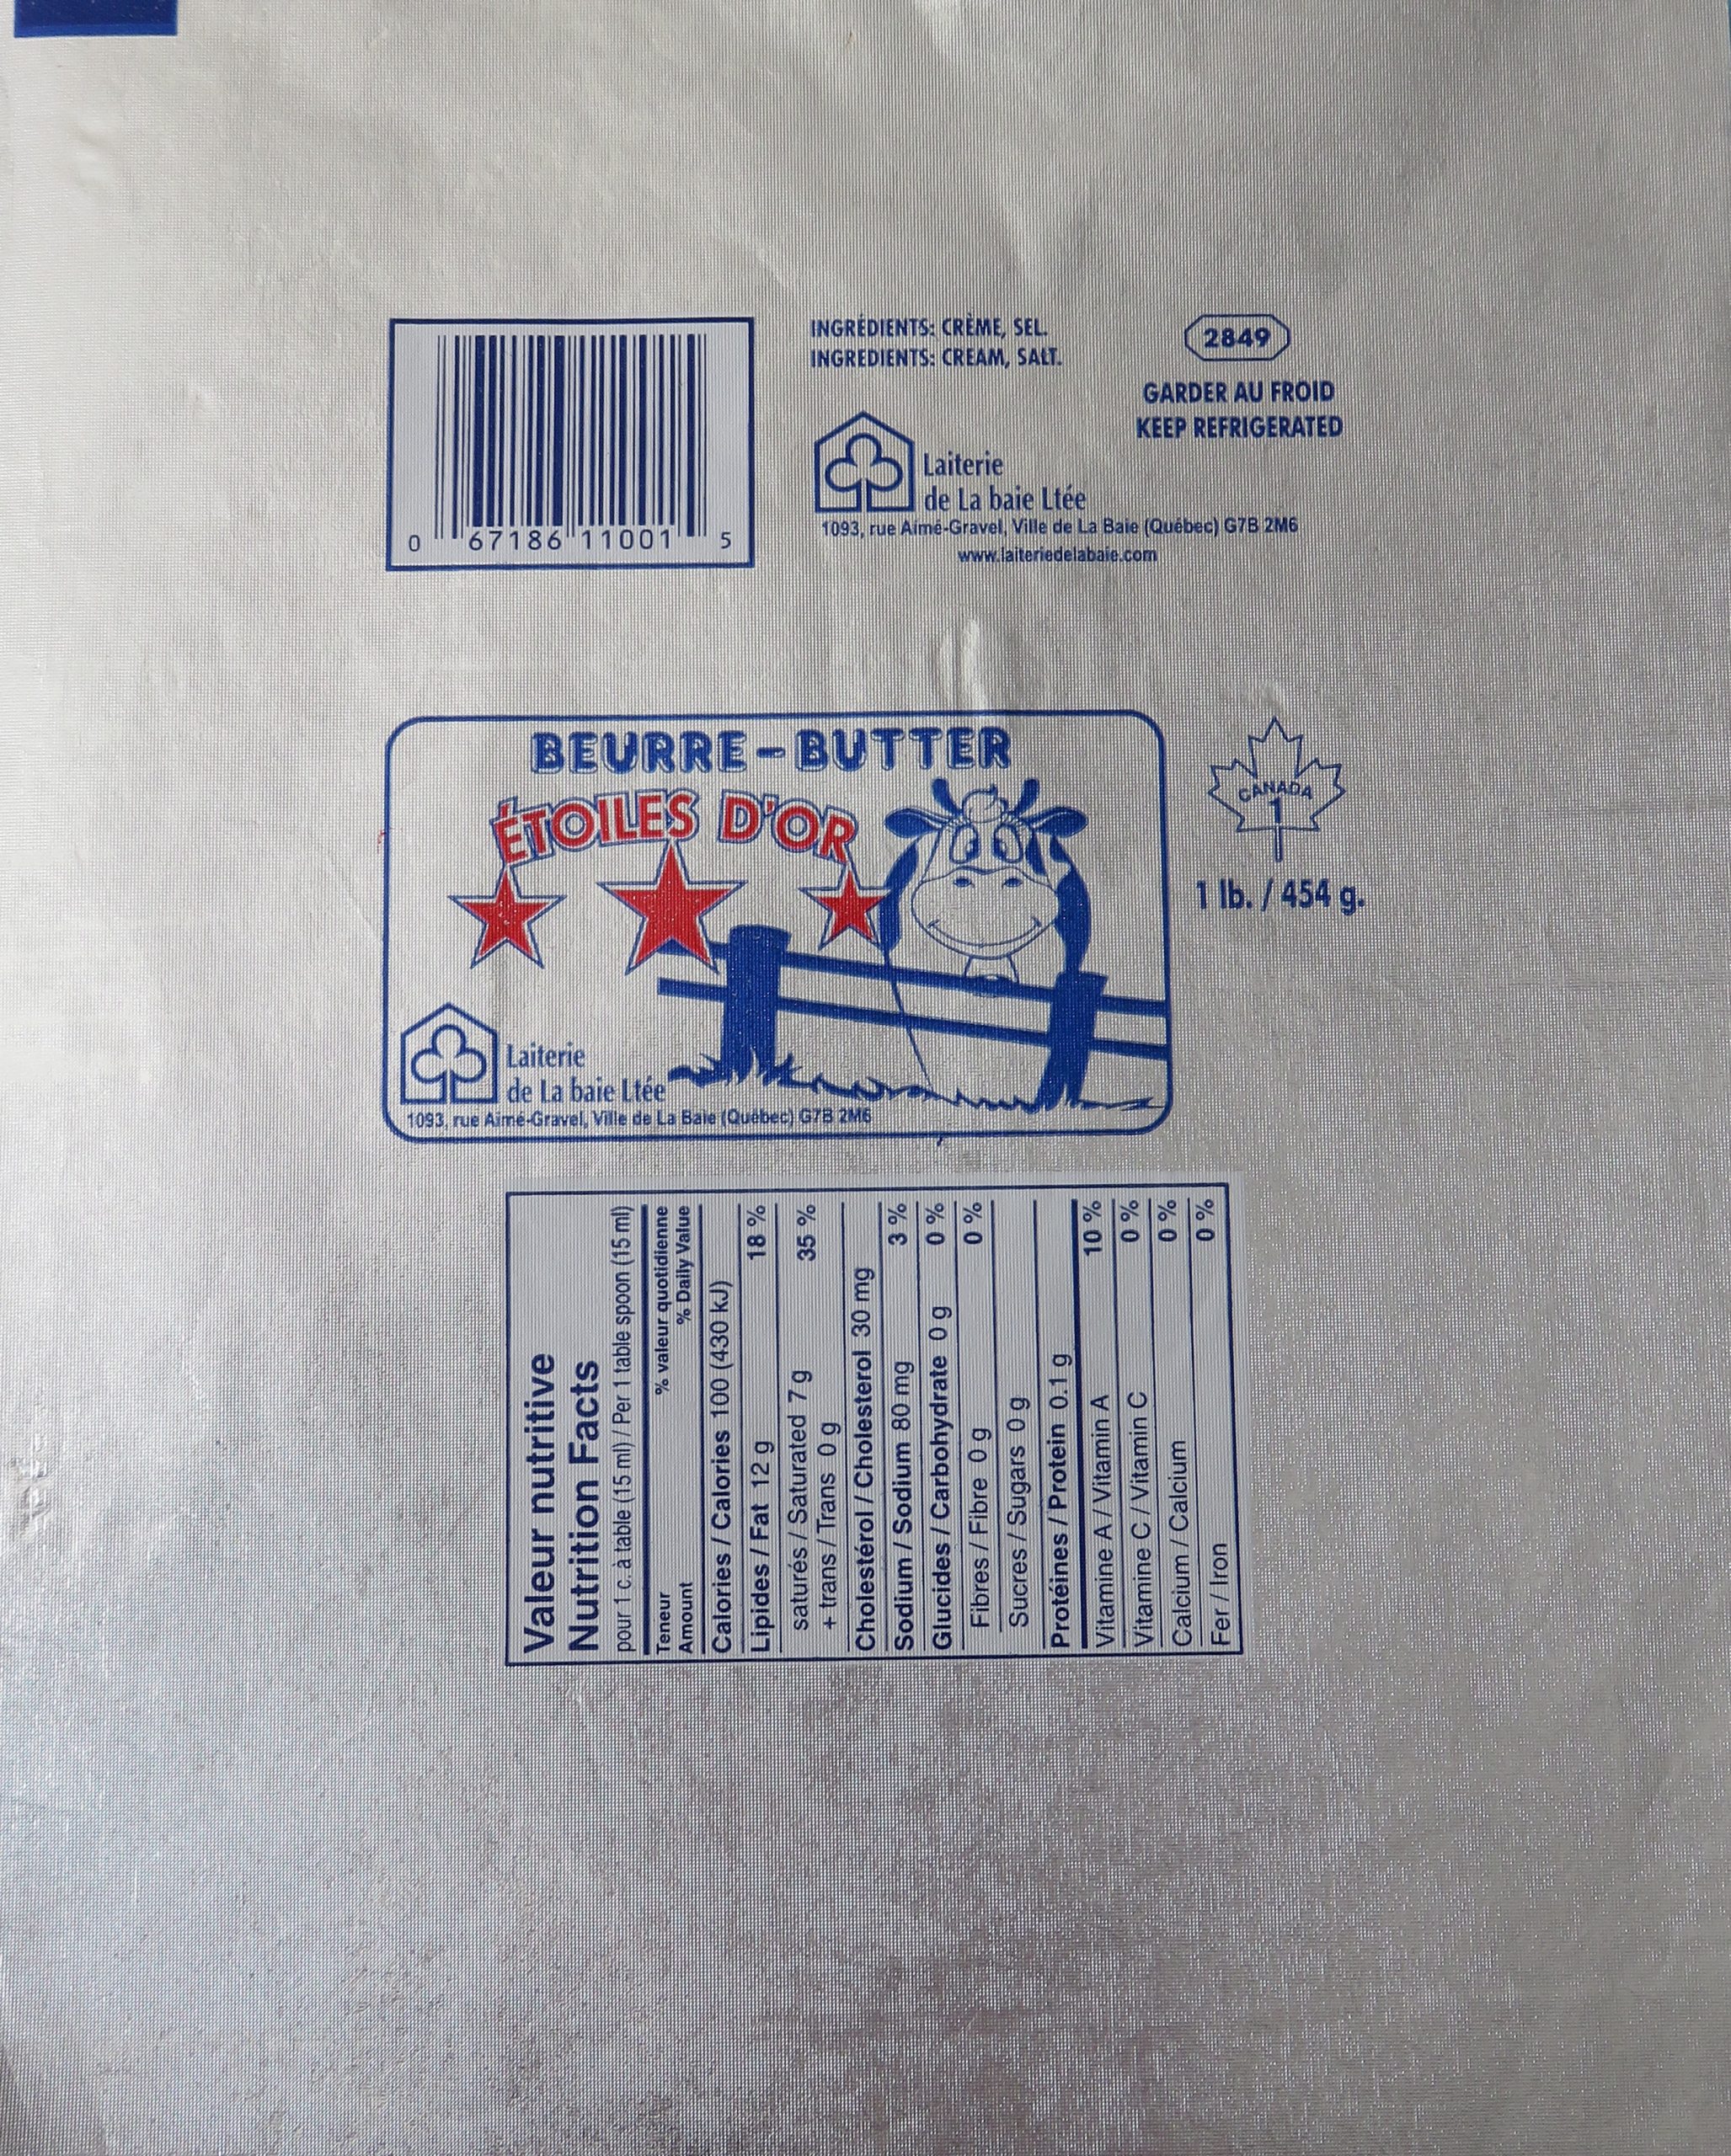 0 67186 11001 5
INGRÉDIENTS: CRÈME, SEL.
INGREDIENTS: CREAM, SALT.
2849
GARDER AU FROID
KEEP REFRIGERATED
Laiterie
de La baie Ltée
1093, rue Aimé-Gravel, Ville de La Baie (Québec) G7B 2M6
www.laiteriedelabaie.com
BEURRE-BUTTER
ÉTOILES D'OR
CANADA
1
1 lb. / 454 g.
Laiterie
de La baie Ltée
1093, rue Aimé-Gravel, Ville de La Baie (Québec) G7B 2M6
Valeur nutritive
Nutrition Facts
pour 1 c. à table (15 ml) / Per 1 table spoon (15 ml)
Teneur % valeur quotidienne
Amount % Daily Value
Calories / Calories 100 (430 kJ)
Lipides / Fat 12 g 18 %
saturés / Saturated 7 g 35 %
+ trans / Trans 0 g
Cholestérol / Cholesterol 30 mg
Sodium / Sodium 80 mg 3 %
Glucides / Carbohydrate 0 g 0 %
Fibres / Fibre 0 g 0 %
Sucres / Sugars 0 g
Protéines / Protein 0.1 g
Vitamine A / Vitamin A 10 %
Vitamine C / Vitamin C 0 %
Calcium / Calcium 0 %
Fer / Iron 0 %